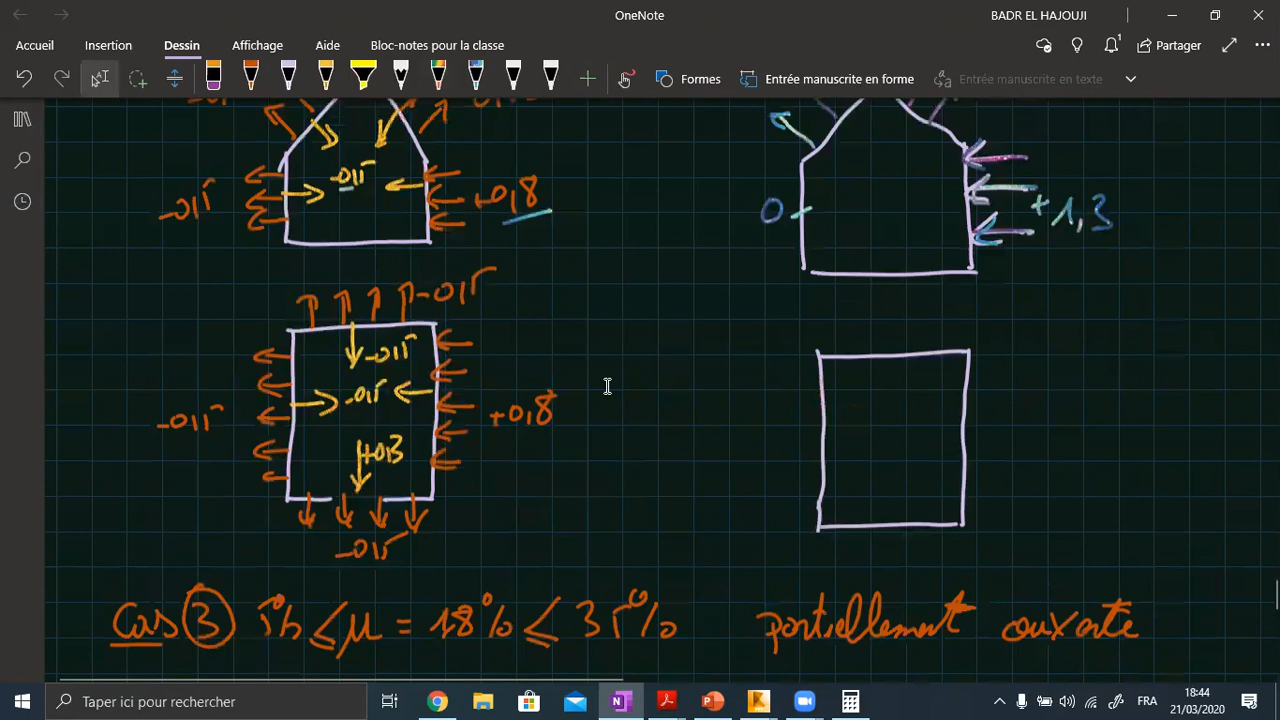 OneNote
BADR EL HAJOUJI
Accueil Insertion Dessin Affichage Aide Bloc-notes pour la classe
Partager
Formes Entrée manuscrite en forme Entrée manuscrite en texte
-0,5 -0,5 +0,8
0 +1,3
-0,5
-0,5
-0,5 -0,5 +0,8
+0,3
-0,5
Cas 3 5% ≤ μ = 18% ≤ 35% partiellement ouverte
Taper ici pour rechercher
FRA
18:44
21/03/2020